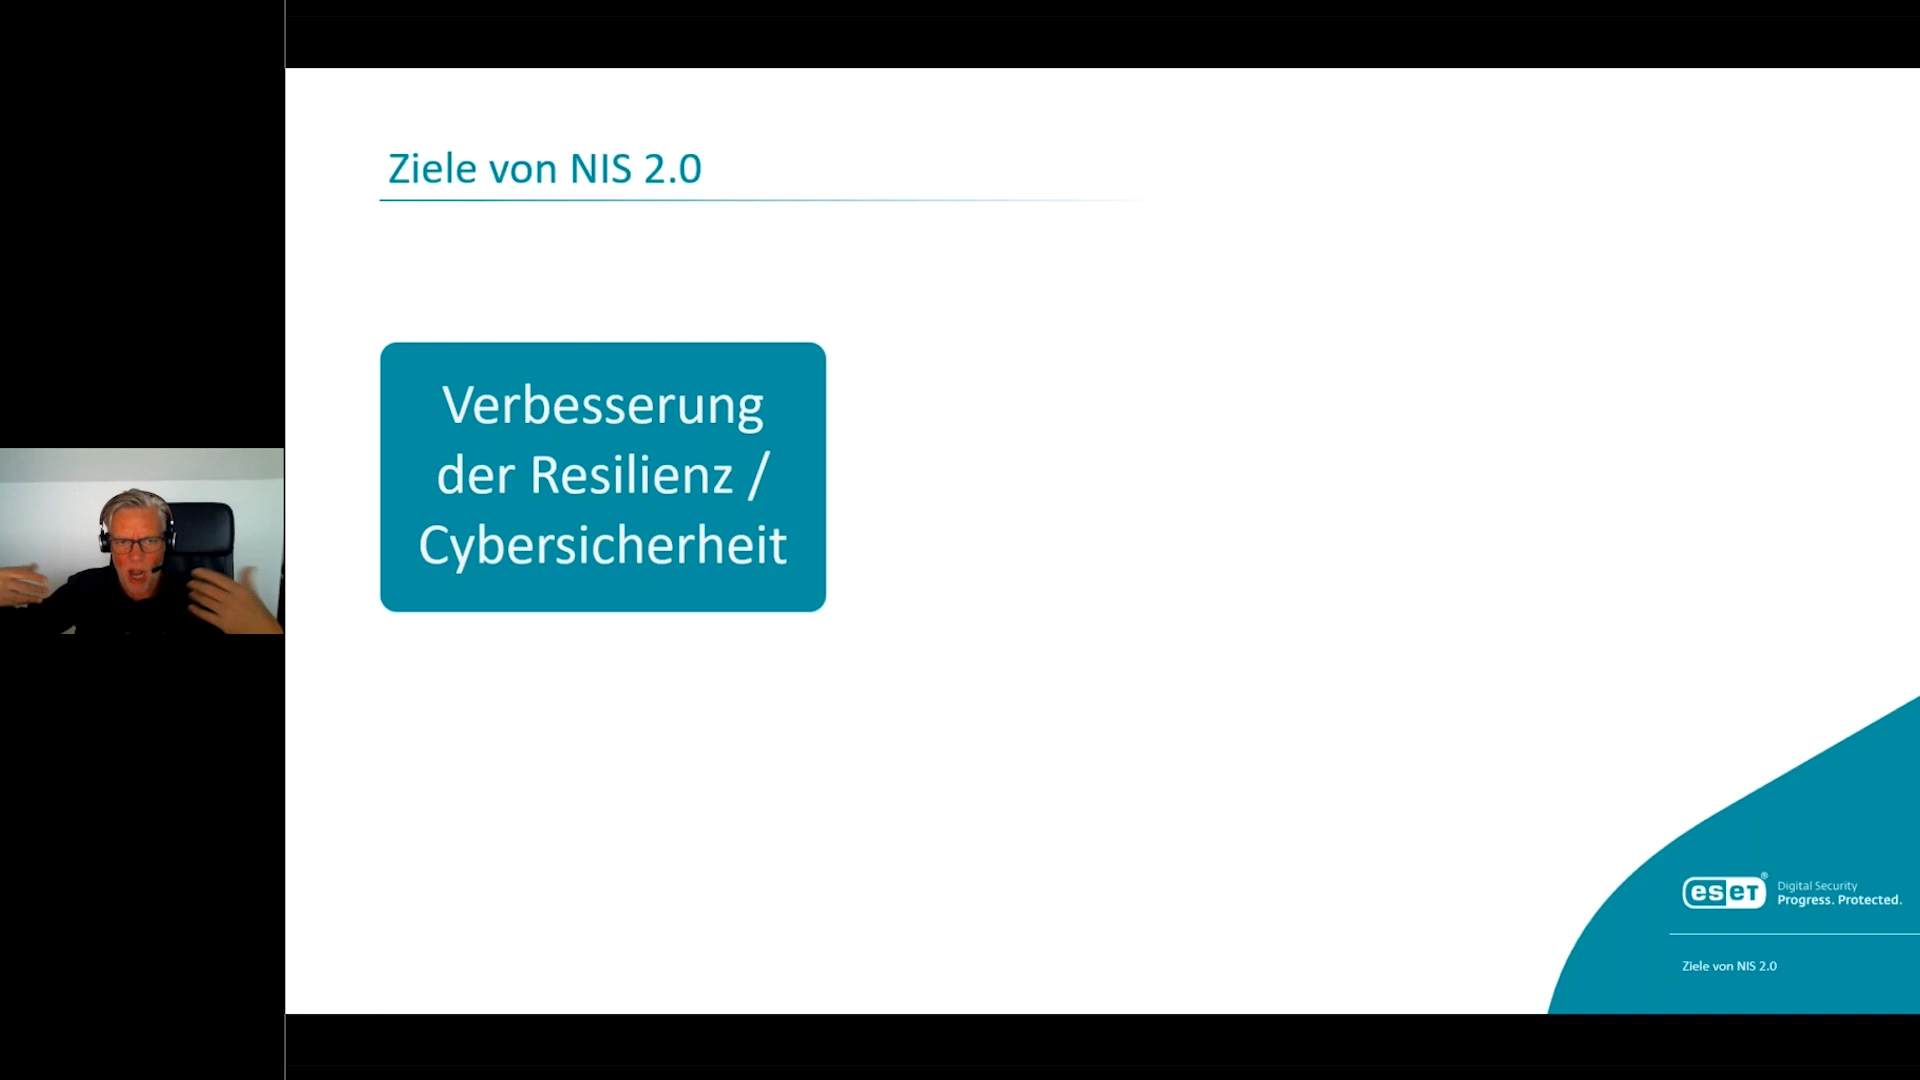 Ziele von NIS 2.0
Verbesserung
der Resilienz /
Cybersicherheit
eset® Digital Security
Progress. Protected.
Ziele von NIS 2.0